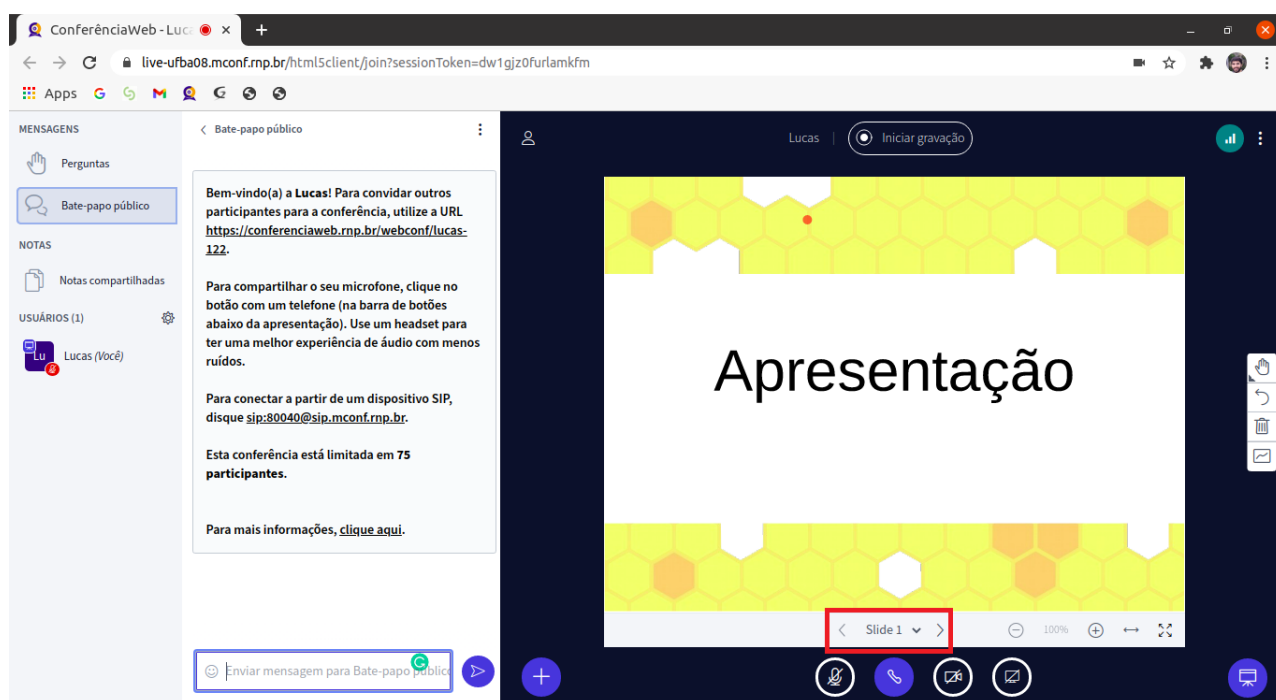 ConferênciaWeb - Luc
live-ufba08.mconf.rnp.br/html5client/join?sessionToken=dw1gjz0furlamkfm
Apps
MENSAGENS
Perguntas
Bate-papo público
NOTAS
Notas compartilhadas
USUÁRIOS (1)
Lu
Lucas (Você)
Bate-papo público
Bem-vindo(a) a Lucas! Para convidar outros
participantes para a conferência, utilize a URL
https://conferenciaweb.rnp.br/webconf/lucas-
122.
Para compartilhar o seu microfone, clique no
botão com um telefone (na barra de botões
abaixo da apresentação). Use um headset para
ter uma melhor experiência de áudio com menos
ruídos.
Para conectar a partir de um dispositivo SIP,
disque sip:80040@sip.mconf.rnp.br.
Esta conferência está limitada em 75
participantes.
Para mais informações, clique aqui.
Enviar mensagem para Bate-papo público
Lucas
Iniciar gravação
Apresentação
Slide 1
100%